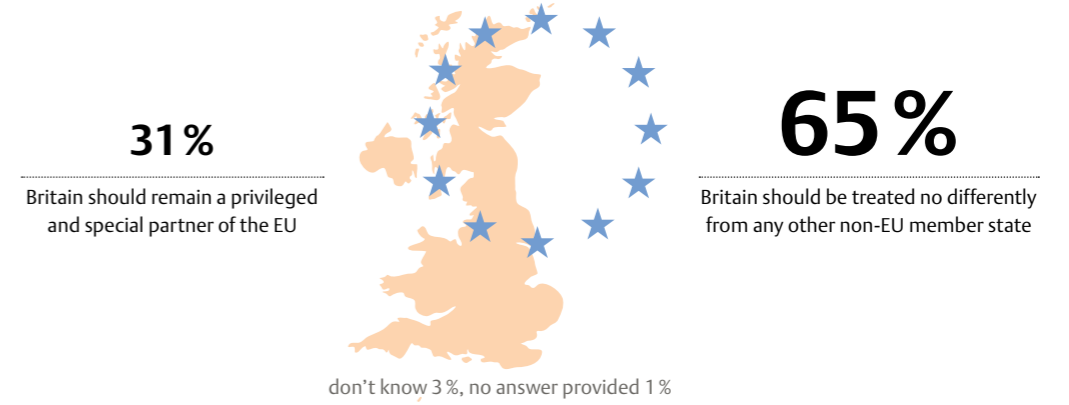 31 %
Britain should remain a privileged
and special partner of the EU
65 %
Britain should be treated no differently
from any other non-EU member state
don’t know 3 %, no answer provided 1 %